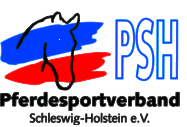 PSH
Pferdesportverband
Schleswig-Holstein e.V.